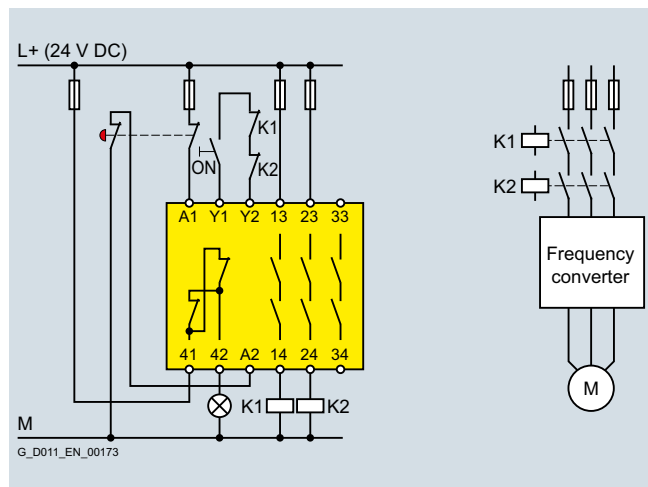 L+ (24 V DC)
K1
K2
ON
A1 Y1 Y2 13 23 33
41 42 A2 14 24 34
K1 K2
M
G_D011_EN_00173
K1
K2
Frequency
converter
M